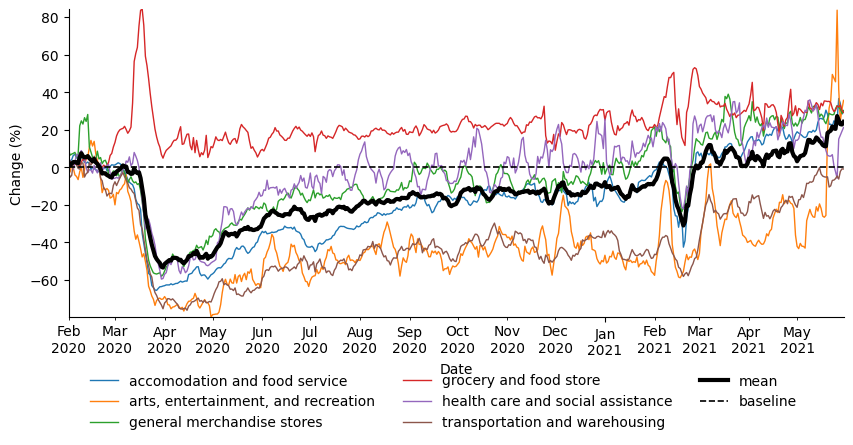 Change (%)
80
60
40
20
0
−20
−40
−60
Feb Mar Apr May Jun Jul Aug Sep Oct Nov Dec Jan Feb Mar Apr May
2020 2020 2020 2020 2020 2020 2020 2020 2020 2020 2020 2021 2021 2021 2021 2021
Date
accomodation and food service grocery and food store mean
arts, entertainment, and recreation health care and social assistance baseline
general merchandise stores transportation and warehousing